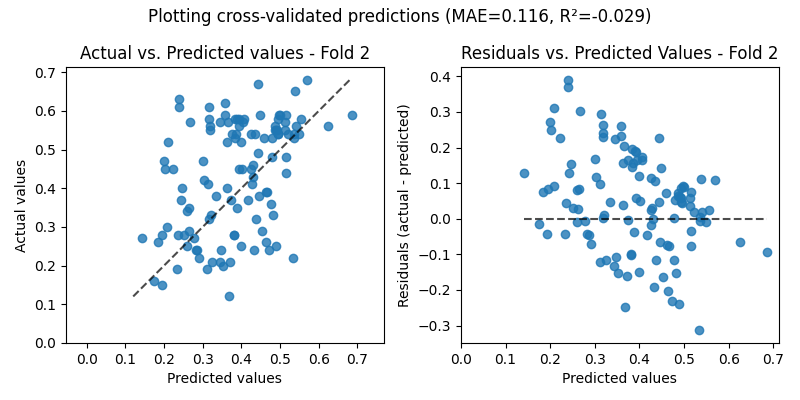 Plotting cross-validated predictions (MAE=0.116, R²=-0.029)
Actual vs. Predicted values - Fold 2
Actual values
0.7
0.6
0.5
0.4
0.3
0.2
0.1
0.0
0.0 0.1 0.2 0.3 0.4 0.5 0.6 0.7
Predicted values
Residuals vs. Predicted Values - Fold 2
Residuals (actual - predicted)
0.4
0.3
0.2
0.1
0.0
−0.1
−0.2
−0.3
0.0 0.1 0.2 0.3 0.4 0.5 0.6 0.7
Predicted values